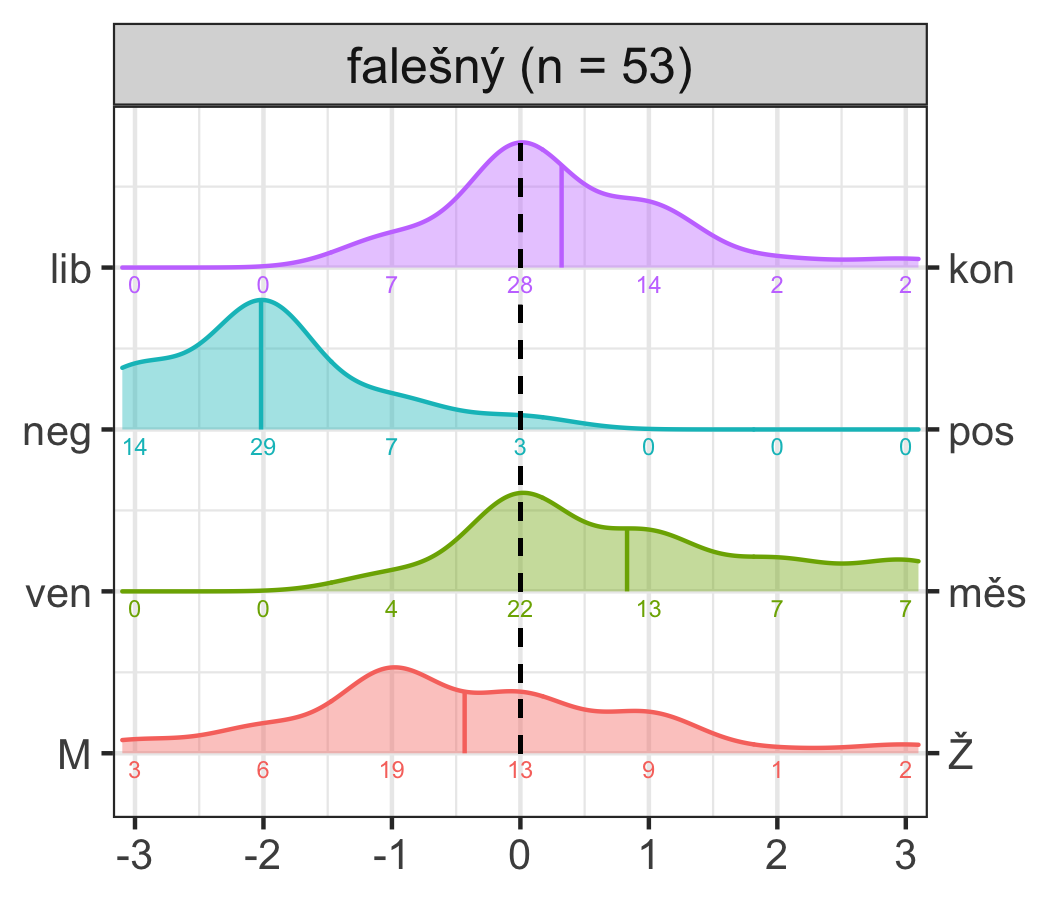 falešný (n = 53)
lib kon
0 0 7 28 14 2 2
neg pos
14 29 7 3 0 0 0
ven měs
0 0 4 22 13 7 7
M Ž
3 6 19 13 9 1 2
-3 -2 -1 0 1 2 3